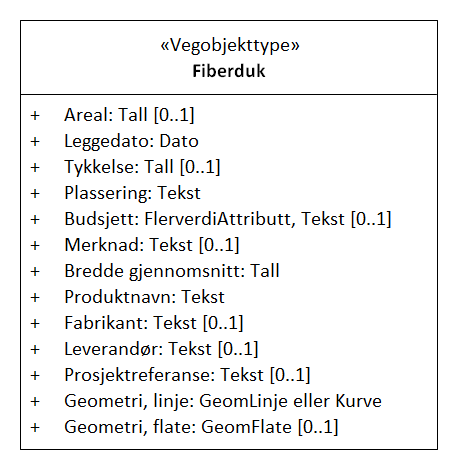 «Vegobjekttype»
Fiberduk
+ Areal: Tall [0..1]
+ Leggedato: Dato
+ Tykkelse: Tall [0..1]
+ Plassering: Tekst
+ Budsjett: FlerverdiAttributt, Tekst [0..1]
+ Merknad: Tekst [0..1]
+ Bredde gjennomsnitt: Tall
+ Produktnavn: Tekst
+ Fabrikant: Tekst [0..1]
+ Leverandør: Tekst [0..1]
+ Prosjektreferanse: Tekst [0..1]
+ Geometri, linje: GeomLinje eller Kurve
+ Geometri, flate: GeomFlate [0..1]